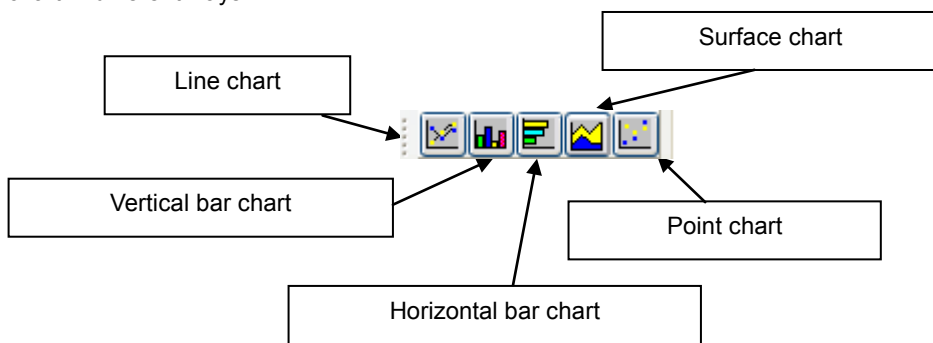 Surface chart
Line chart
Vertical bar chart
Point chart
Horizontal bar chart